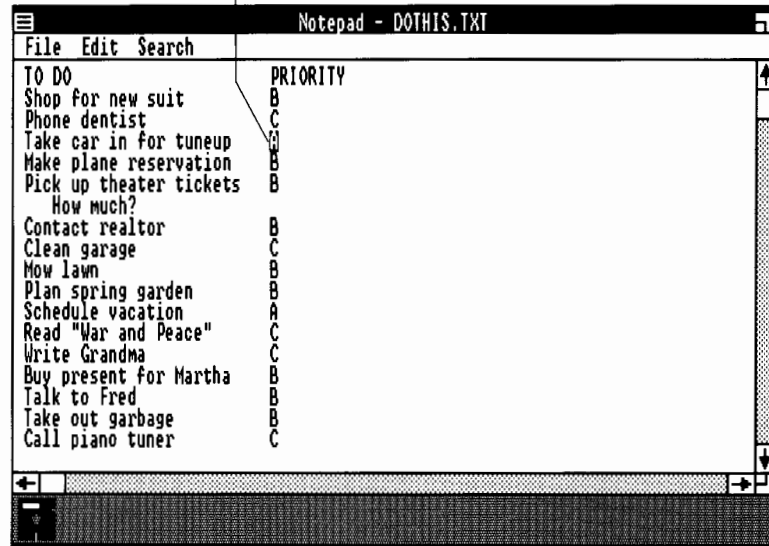 Notepad - DOTHIS.TXT
File Edit Search
TO DO PRIORITY
Shop for new suit B
Phone dentist C
Take car in for tuneup A
Make plane reservation B
Pick up theater tickets B
How much?
Contact realtor B
Clean garage C
Mow lawn B
Plan spring garden B
Schedule vacation A
Read "War and Peace" C
Write Grandma C
Buy present for Martha B
Talk to Fred B
Take out garbage B
Call piano tuner C